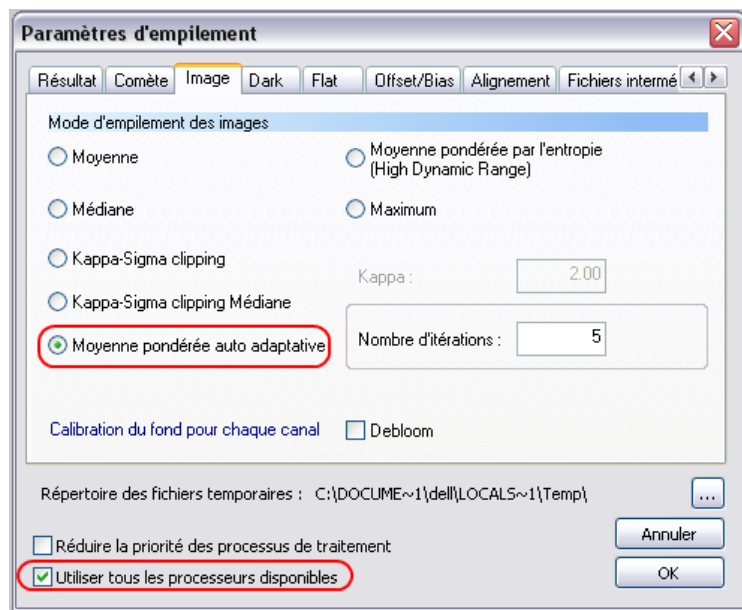 Paramètres d'empilement
Résultat Comète Image Dark Flat Offset/Bias Alignement Fichiers intermé
Mode d'empilement des images
Moyenne
Moyenne pondérée par l'entropie
(High Dynamic Range)
Médiane
Maximum
Kappa-Sigma clipping
Kappa :
2.00
Kappa-Sigma clipping Médiane
Moyenne pondérée auto adaptative
Nombre d'itérations :
5
Calibration du fond pour chaque canal
Debloom
Répertoire des fichiers temporaires : C:\DOCUME~1\dell\LOCALS~1\Temp\
...
Réduire la priorité des processus de traitement
Annuler
Utiliser tous les processeurs disponibles
OK